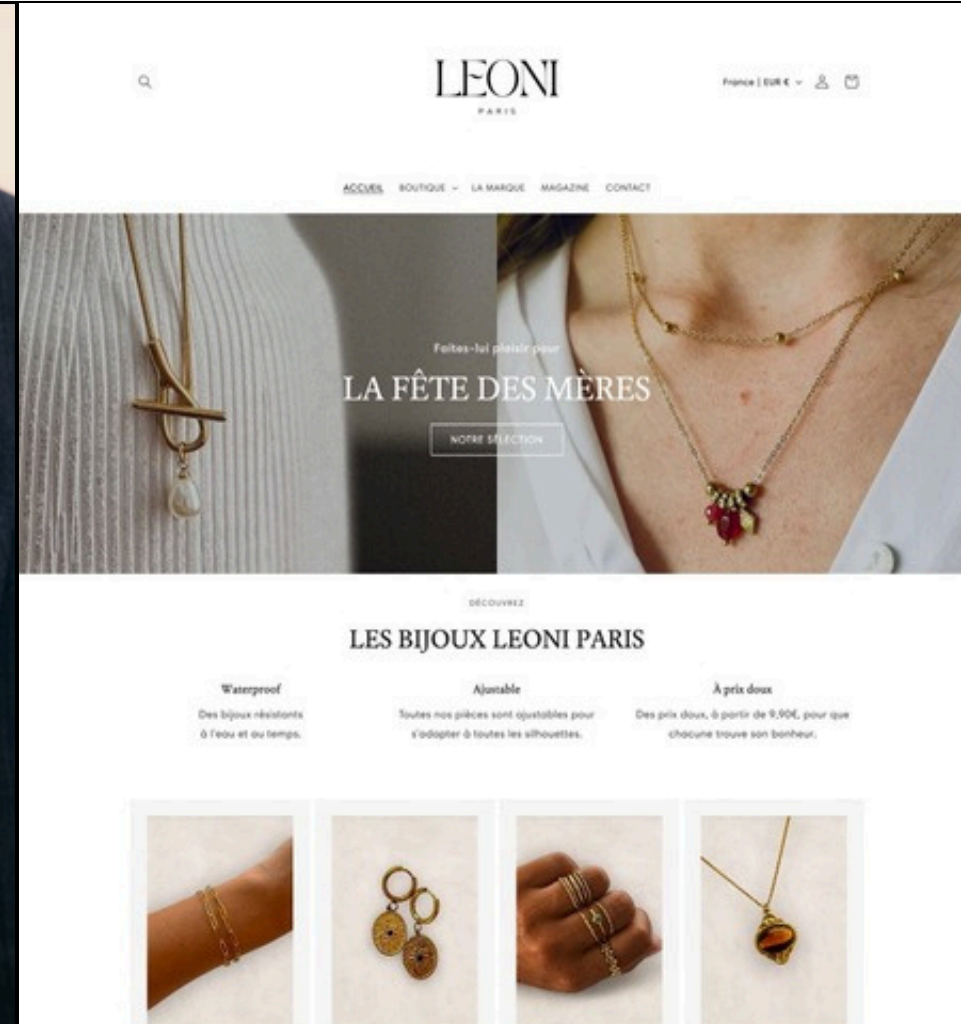 LEONI
PARIS
France | EUR €
ACCUEIL BOUTIQUE LA MARQUE MAGAZINE CONTACT
Faites-lui plaisir pour
LA FÊTE DES MÈRES
NOTRE SÉLECTION
DÉCOUVREZ
LES BIJOUX LEONI PARIS
Waterproof
Des bijoux résistants
à l'eau et au temps.
Ajustable
Toutes nos pièces sont ajustables pour
s'adapter à toutes les silhouettes.
À prix doux
Des prix doux, à partir de 9,90€, pour que
chacune trouve son bonheur.